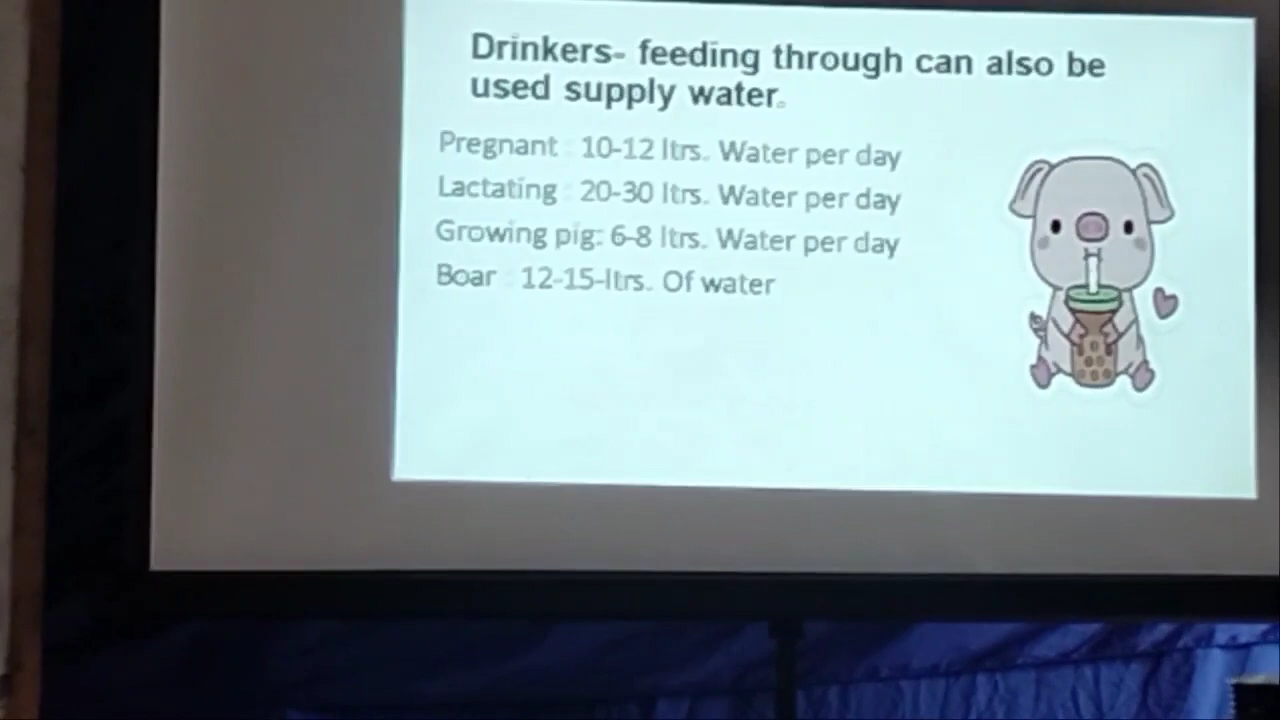 Drinkers- feeding through can also be
used supply water.
Pregnant : 10-12 ltrs. Water per day
Lactating : 20-30 ltrs. Water per day
Growing pig: 6-8 ltrs. Water per day
Boar : 12-15-ltrs. Of water